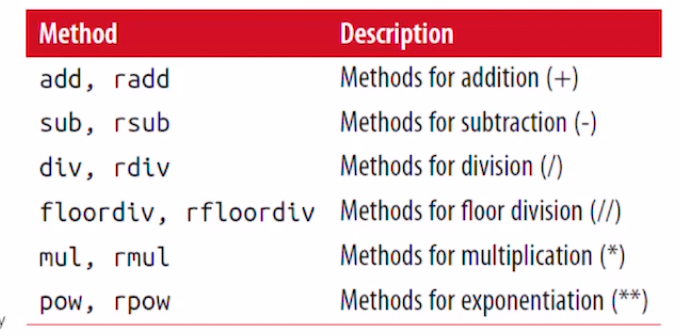 Method Description
add, radd Methods for addition (+)
sub, rsub Methods for subtraction (-)
div, rdiv Methods for division (/)
floordiv, rfloordiv Methods for floor division (//)
mul, rmul Methods for multiplication (*)
pow, rpow Methods for exponentiation (**)